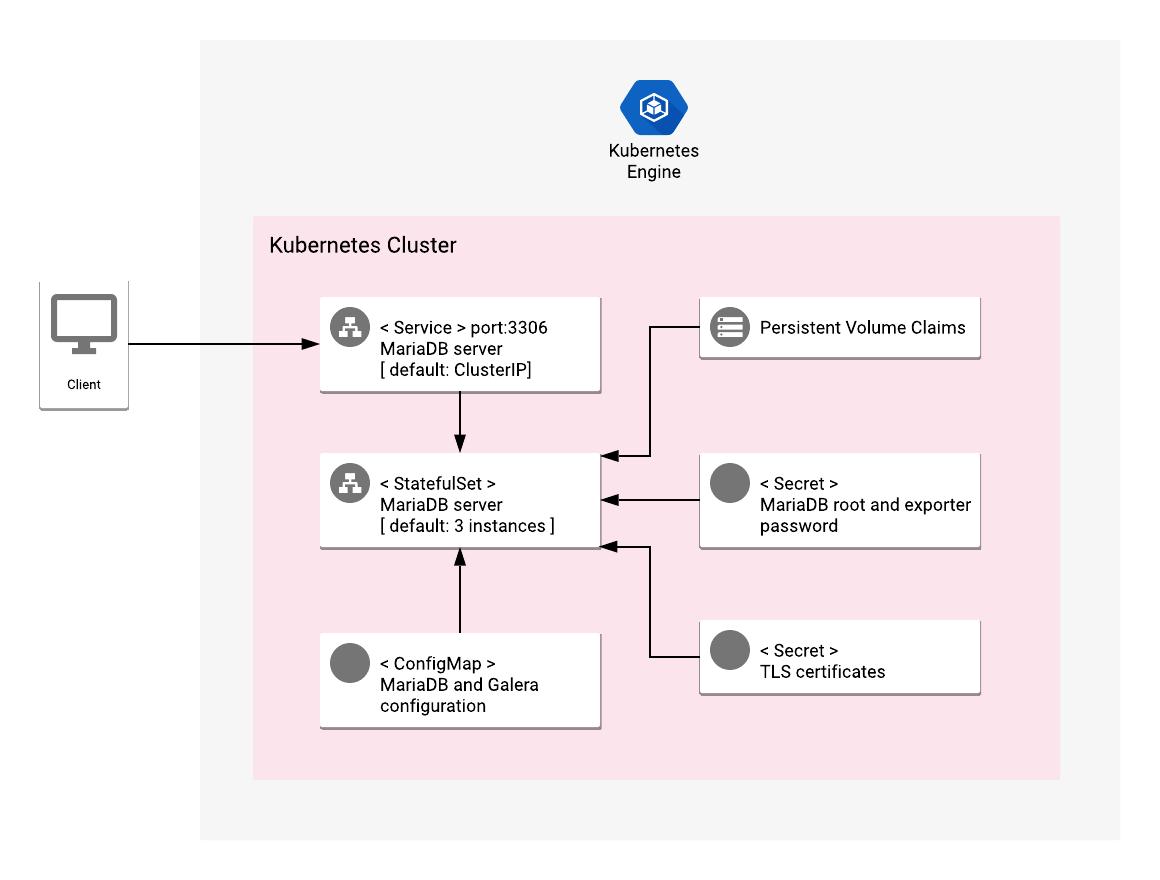 Kubernetes
Engine
Kubernetes Cluster
Client
< Service > port:3306
MariaDB server
[ default: ClusterIP]
Persistent Volume Claims
< StatefulSet >
MariaDB server
[ default: 3 instances ]
< Secret >
MariaDB root and exporter
password
< ConfigMap >
MariaDB and Galera
configuration
< Secret >
TLS certificates